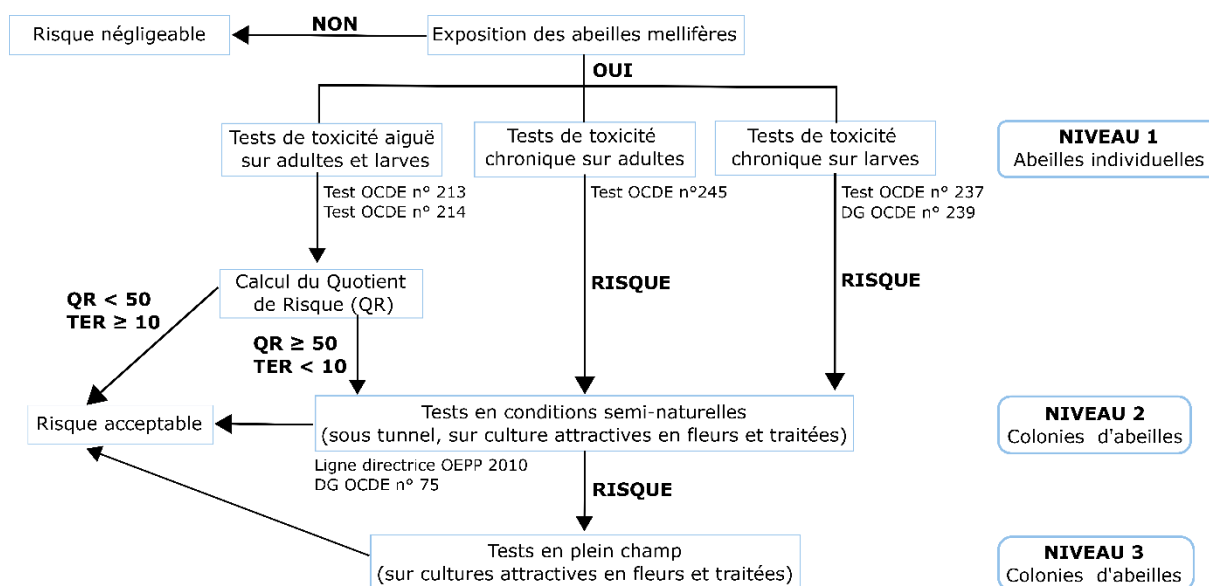 Risque négligeable
NON
Exposition des abeilles mellifères
OUI
Tests de toxicité aiguë
sur adultes et larves
Tests de toxicité
chronique sur adultes
Tests de toxicité
chronique sur larves
NIVEAU 1
Abeilles individuelles
Test OCDE n° 213
Test OCDE n° 214
Test OCDE n°245
Test OCDE n° 237
DG OCDE n° 239
Calcul du Quotient
de Risque (QR)
RISQUE
RISQUE
QR < 50
TER ≥ 10
QR ≥ 50
TER < 10
Risque acceptable
Tests en conditions semi-naturelles
(sous tunnel, sur culture attractives en fleurs et traitées)
NIVEAU 2
Colonies d'abeilles
Ligne directrice OEPP 2010
DG OCDE n° 75
RISQUE
Tests en plein champ
(sur cultures attractives en fleurs et traitées)
NIVEAU 3
Colonies d'abeilles